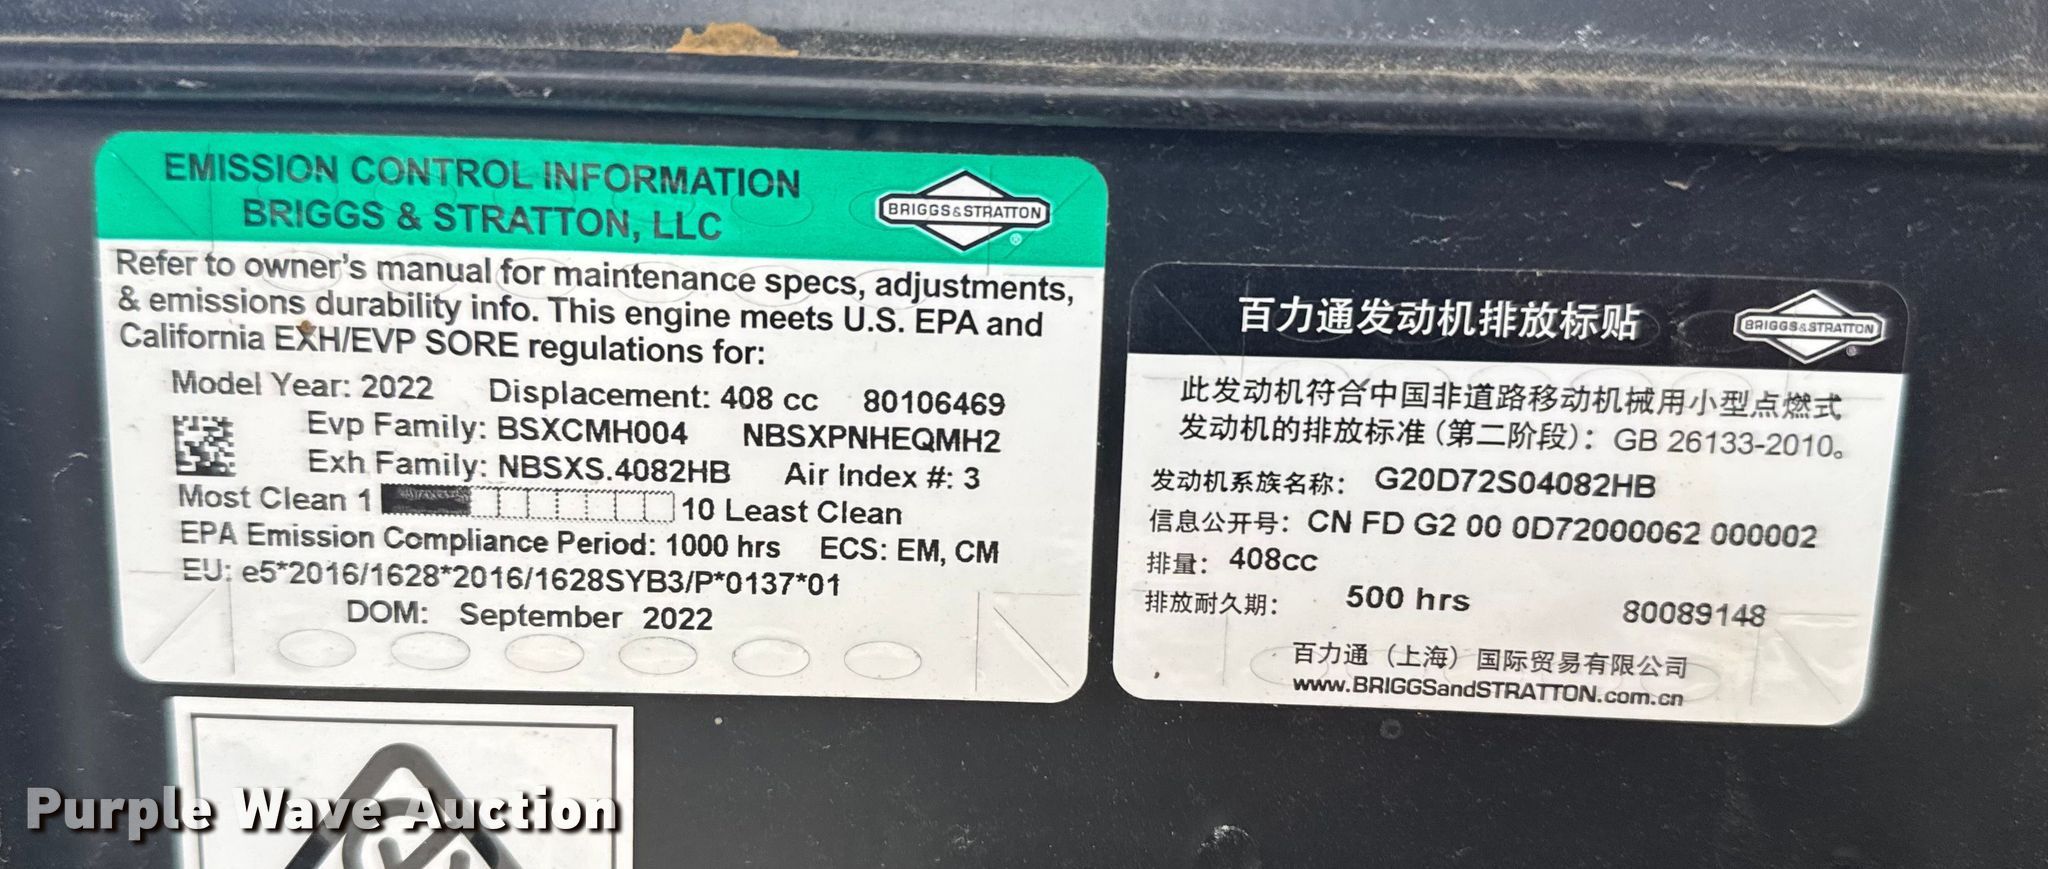 EMISSION CONTROL INFORMATION
BRIGGS & STRATTON, LLC
BRIGGS&STRATTON
®
Refer to owner's manual for maintenance specs, adjustments,
& emissions durability info. This engine meets U.S. EPA and
California EXH/EVP SORE regulations for:
Model Year: 2022 Displacement: 408 cc 80106469
Evp Family: BSXCMH004 NBSXPNHEQMH2
Exh Family: NBSXS.4082HB Air Index #: 3
Most Clean 1 10 Least Clean
EPA Emission Compliance Period: 1000 hrs ECS: EM, CM
EU: e5*2016/1628*2016/1628SYB3/P*0137*01
DOM: September 2022
百力通发动机排放标贴
BRIGGS&STRATTON
®
此发动机符合中国非道路移动机械用小型点燃式
发动机的排放标准 (第二阶段)： GB 26133-2010。
发动机系族名称： G20D72S04082HB
信息公开号： CN FD G2 00 0D72000062 000002
排量： 408cc
排放耐久期： 500 hrs 80089148
百力通（上海）国际贸易有限公司
www.BRIGGSandSTRATTON.com.cn
Purple Wave Auction